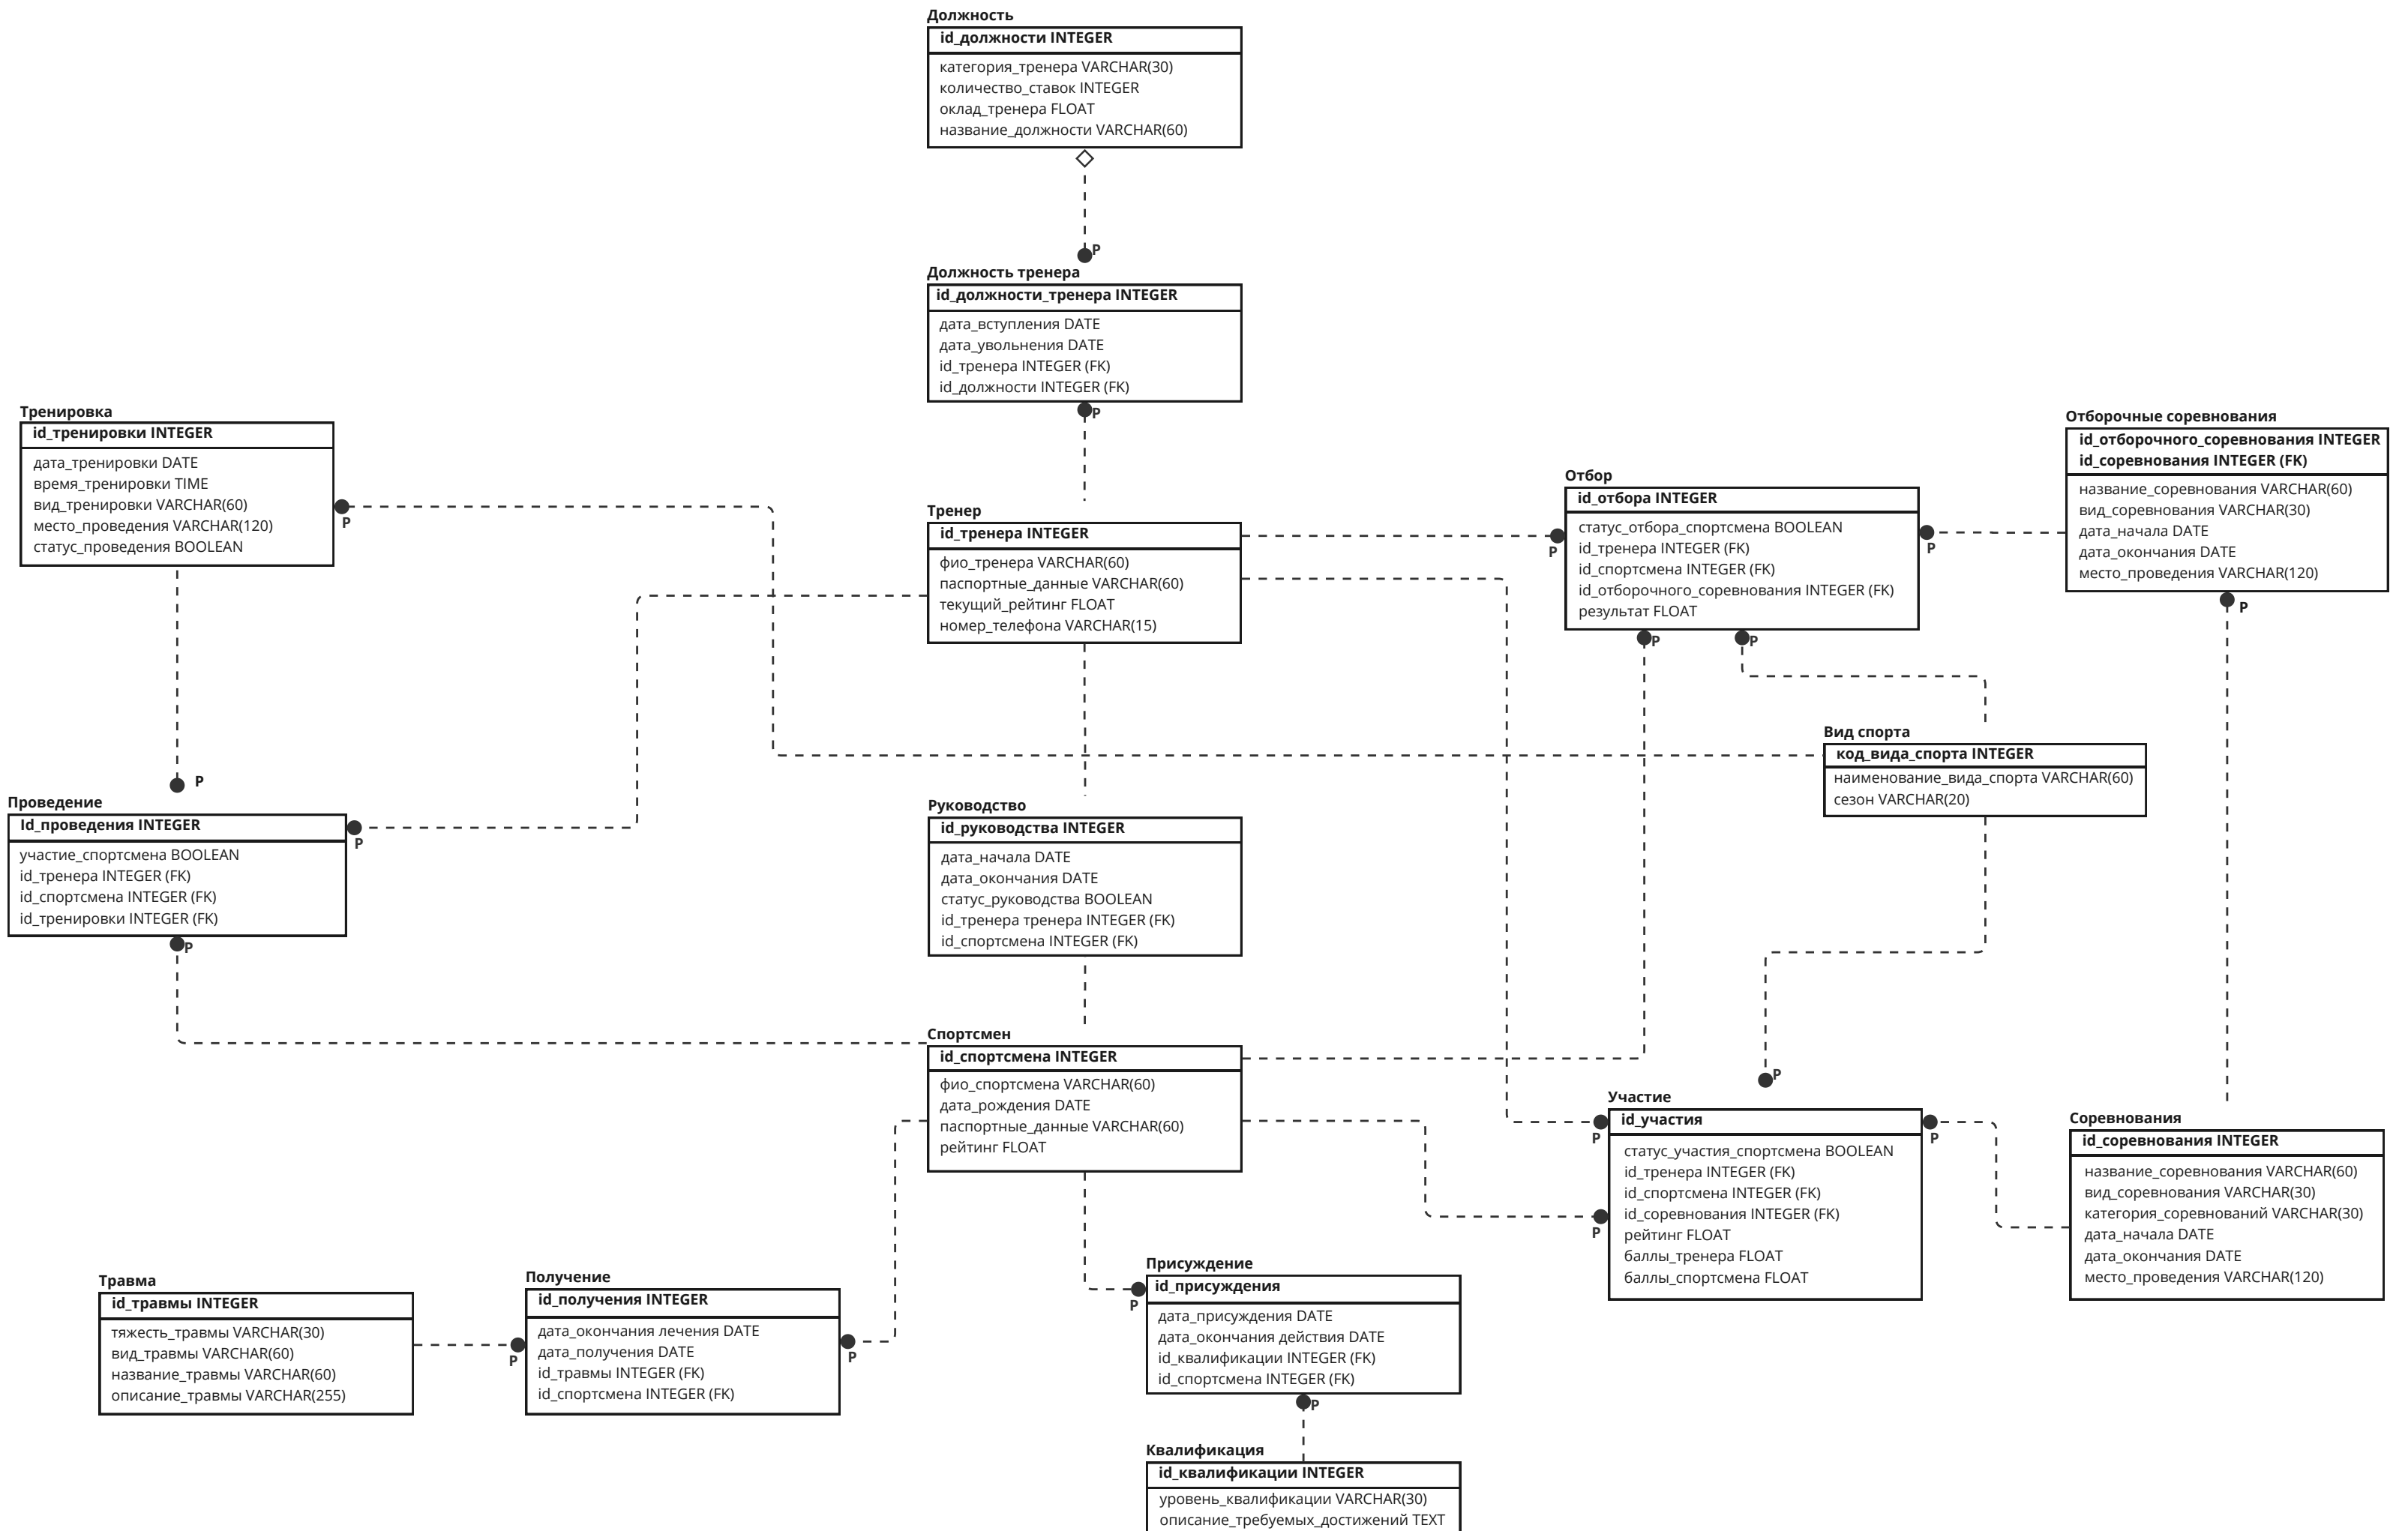 Должность
id_должности INTEGER
категория_тренера VARCHAR(30)
количество_ставок INTEGER
оклад_тренера FLOAT
название_должности VARCHAR(60)
P
Должность тренера
id_должности_тренера INTEGER
дата_вступления DATE
дата_увольнения DATE
id_тренера INTEGER (FK)
id_должности INTEGER (FK)
P
Тренировка
id_тренировки INTEGER
дата_тренировки DATE
время_тренировки TIME
вид_тренировки VARCHAR(60)
место_проведения VARCHAR(120)
статус_проведения BOOLEAN
P
Тренер
id_тренера INTEGER
фио_тренера VARCHAR(60)
паспортные_данные VARCHAR(60)
текущий_рейтинг FLOAT
номер_телефона VARCHAR(15)
P
Отбор
id_отбора INTEGER
статус_отбора_спортсмена BOOLEAN
id_тренера INTEGER (FK)
id_спортсмена INTEGER (FK)
id_отборочного_соревнования INTEGER (FK)
результат FLOAT
P
P
P
Отборочные соревнования
id_отборочного_соревнования INTEGER
id_соревнования INTEGER (FK)
название_соревнования VARCHAR(60)
вид_соревнования VARCHAR(30)
дата_начала DATE
дата_окончания DATE
место_проведения VARCHAR(120)
P
Вид спорта
код_вида_спорта INTEGER
наименование_вида_спорта VARCHAR(60)
сезон VARCHAR(20)
P
Проведение
Id_проведения INTEGER
участие_спортсмена BOOLEAN
id_тренера INTEGER (FK)
id_спортсмена INTEGER (FK)
id_тренировки INTEGER (FK)
P
P
Руководство
id_руководства INTEGER
дата_начала DATE
дата_окончания DATE
статус_руководства BOOLEAN
id_тренера тренера INTEGER (FK)
id_спортсмена INTEGER (FK)
Спортсмен
id_спортсмена INTEGER
фио_спортсмена VARCHAR(60)
дата_рождения DATE
паспортные_данные VARCHAR(60)
рейтинг FLOAT
P
Участие
id_участия
статус_участия_спортсмена BOOLEAN
id_тренера INTEGER (FK)
id_спортсмена INTEGER (FK)
id_соревнования INTEGER (FK)
рейтинг FLOAT
баллы_тренера FLOAT
баллы_спортсмена FLOAT
P
P
P
Соревнования
id_соревнования INTEGER
название_соревнования VARCHAR(60)
вид_соревнования VARCHAR(30)
категория_соревнований VARCHAR(30)
дата_начала DATE
дата_окончания DATE
место_проведения VARCHAR(120)
Травма
id_травмы INTEGER
тяжесть_травмы VARCHAR(30)
вид_травмы VARCHAR(60)
название_травмы VARCHAR(60)
описание_травмы VARCHAR(255)
P
Получение
id_получения INTEGER
дата_окончания лечения DATE
дата_получения DATE
id_травмы INTEGER (FK)
id_спортсмена INTEGER (FK)
P
Присуждение
id_присуждения
дата_присуждения DATE
дата_окончания действия DATE
id_квалификации INTEGER (FK)
id_спортсмена INTEGER (FK)
P
P
Квалификация
id_квалификации INTEGER
уровень_квалификации VARCHAR(30)
описание_требуемых_достижений TEXT